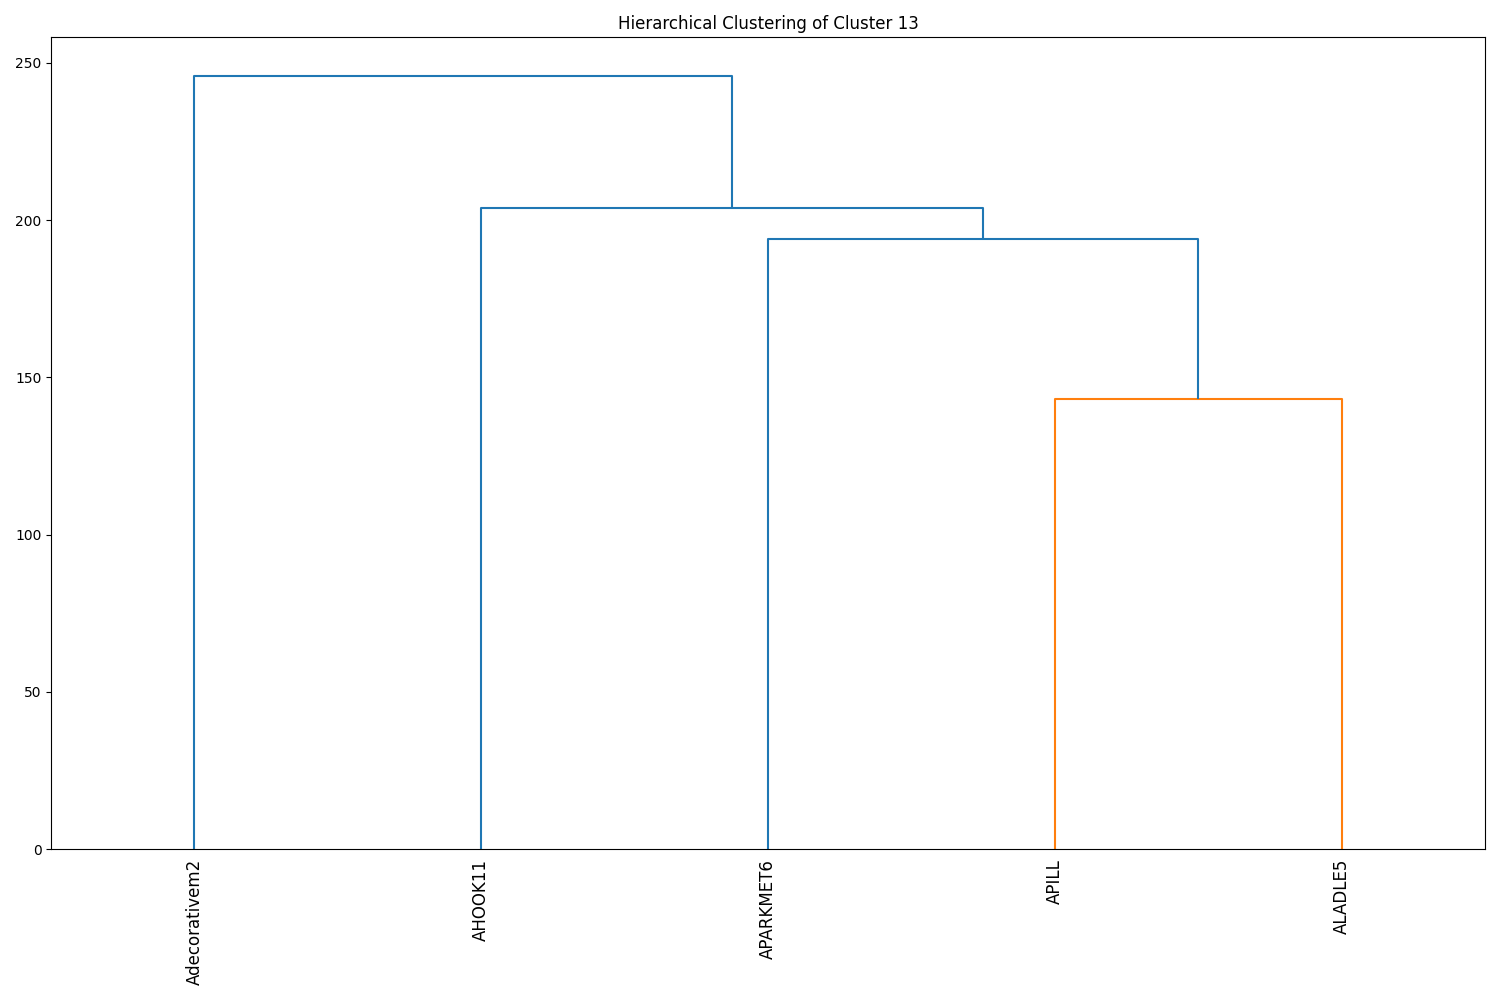 Hierarchical Clustering of Cluster 13
250
200
150
100
50
0
Adecorativem2
AHOOK11
APARKMET6
APILL
ALADLE5